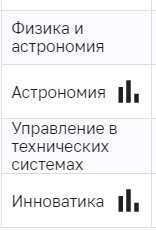 Физика и
астрономия
Астрономия
Управление в
технических
системах
Инноватика